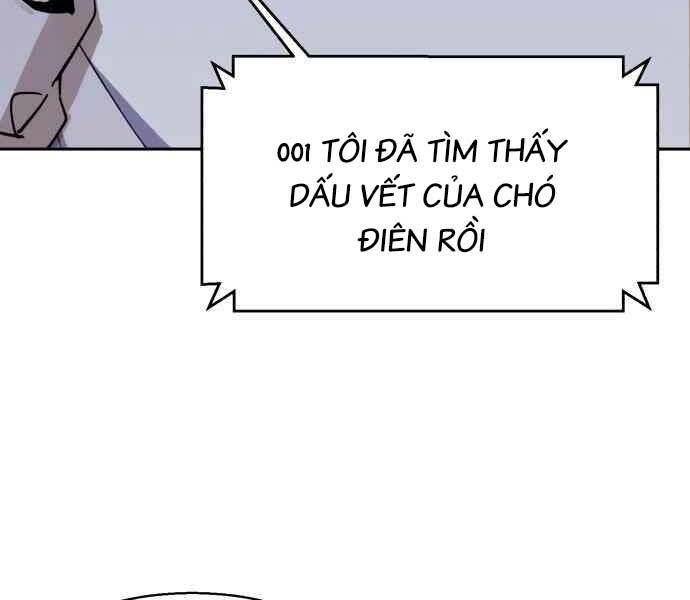 001 TÔI ĐÃ TÌM THẤY
DẤU VẾT CỦA CHÓ
ĐIÊN RỒI